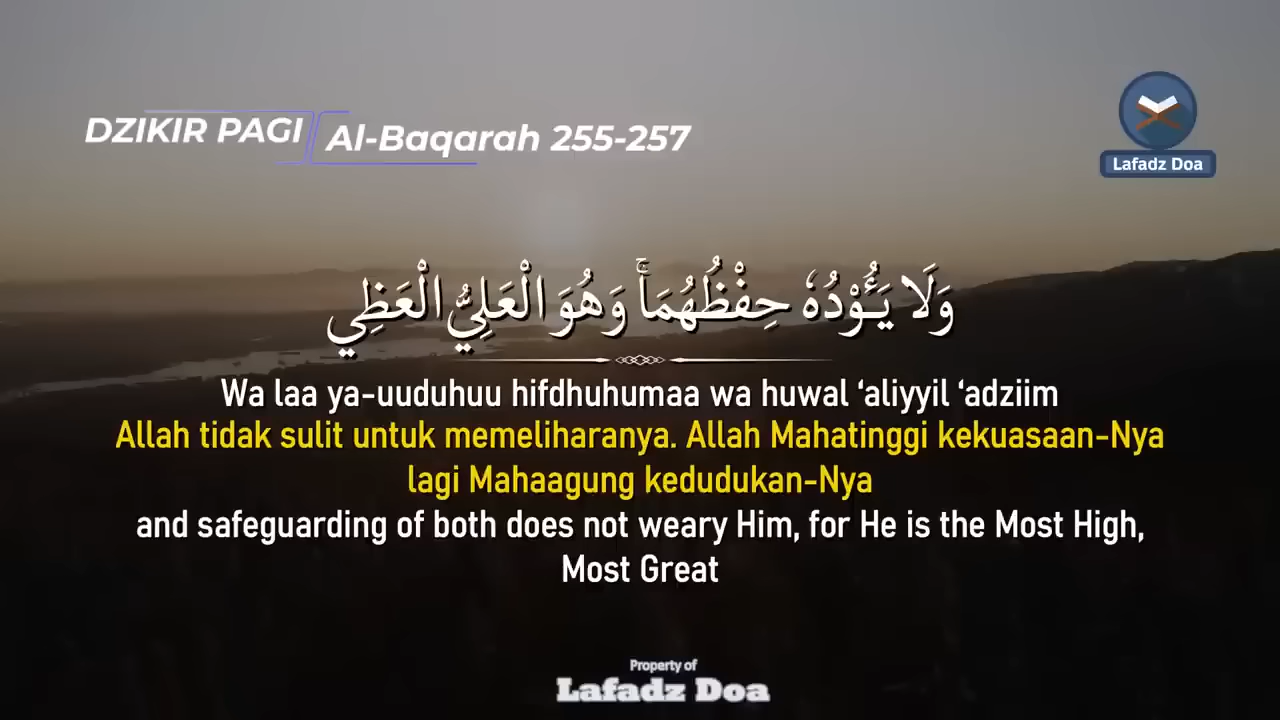 DZIKIR PAGI
Al-Baqarah 255-257
Lafadz Doa
وَلَا يَـُٔوْدُهٗ حِفْظُهُمَاۚ وَهُوَ الْعَلِيُّ الْعَظِي
Wa laa ya-uuduhuu hifdhuhumaa wa huwal ‘aliyyil ‘adziim
Allah tidak sulit untuk memeliharanya. Allah Mahatinggi kekuasaan-Nya
lagi Mahaagung kedudukan-Nya
and safeguarding of both does not weary Him, for He is the Most High,
Most Great
Property of
Lafadz Doa